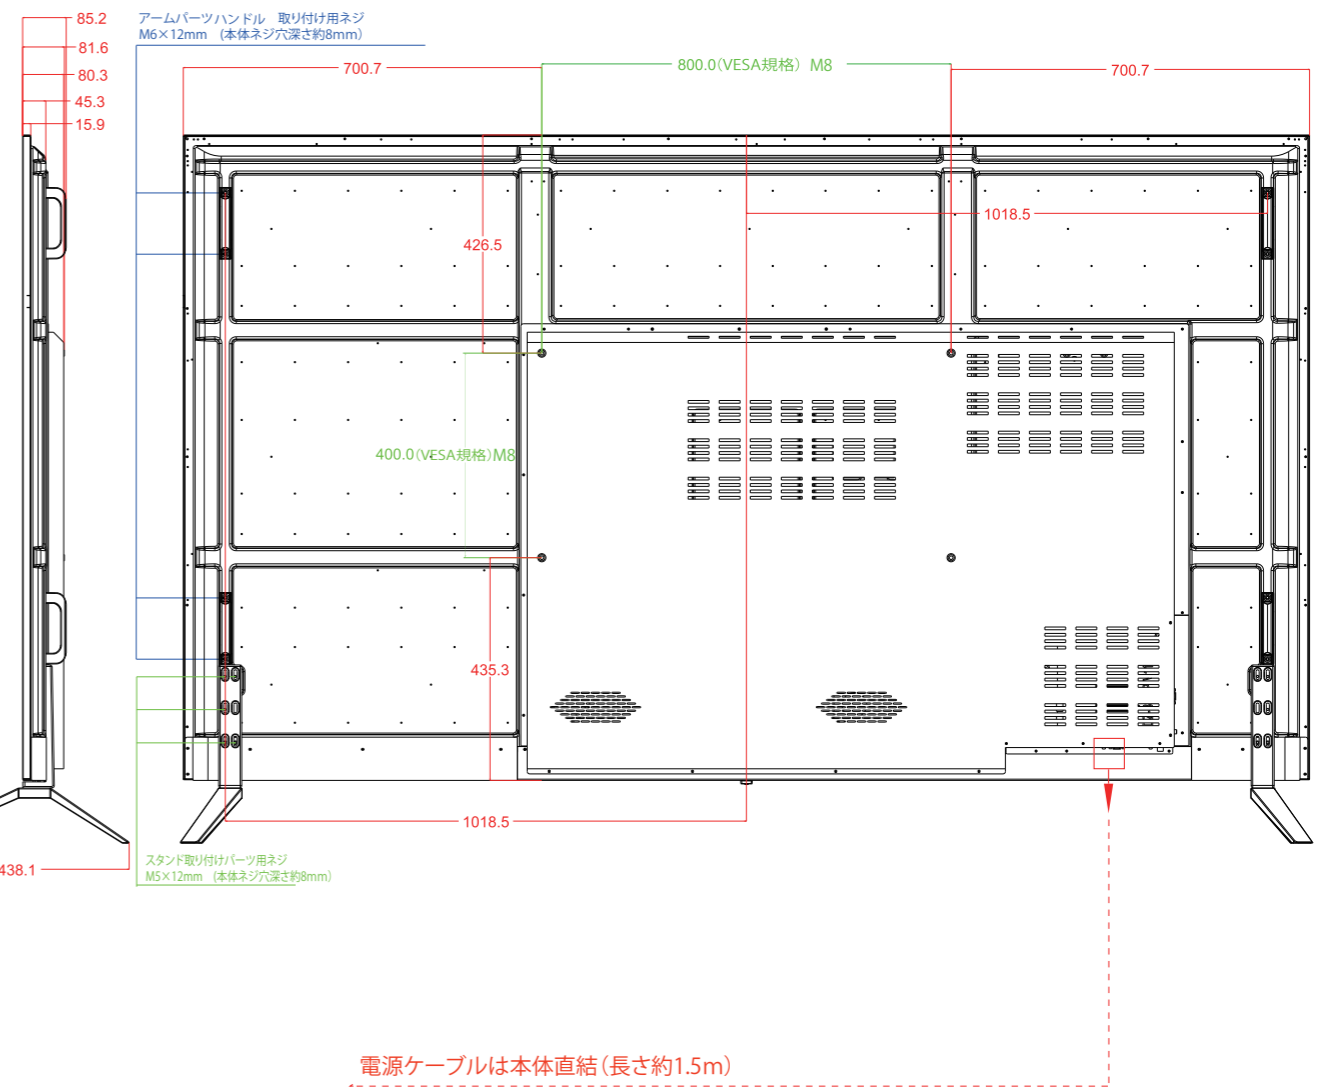 85.2
81.6
80.3
45.3
15.9
アームパーツハンドル 取り付け用ネジ
M6×12mm (本体ネジ穴深さ約8mm)
700.7
800.0(VESA規格) M8
700.7
1018.5
426.5
400.0(VESA規格)M8
435.3
1018.5
438.1
スタンド取り付けパーツ用ネジ
M5×12mm (本体ネジ穴深さ約8mm)
電源ケーブルは本体直結(長さ約1.5m)